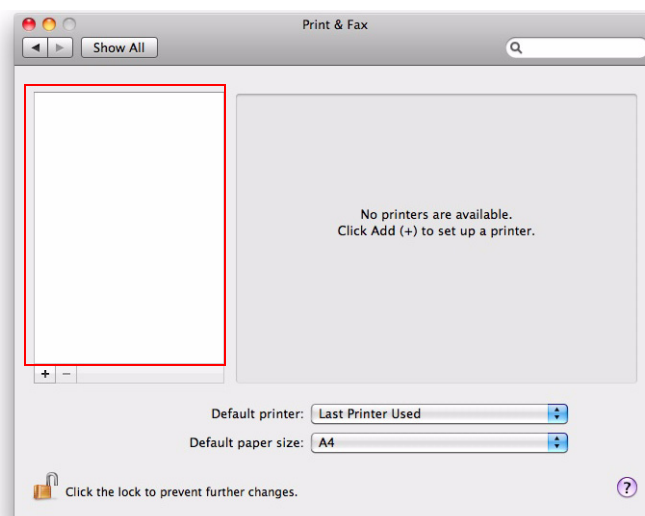 Print & Fax
Show All
No printers are available.
Click Add (+) to set up a printer.
+ −
Default printer: Last Printer Used
Default paper size: A4
Click the lock to prevent further changes.
?